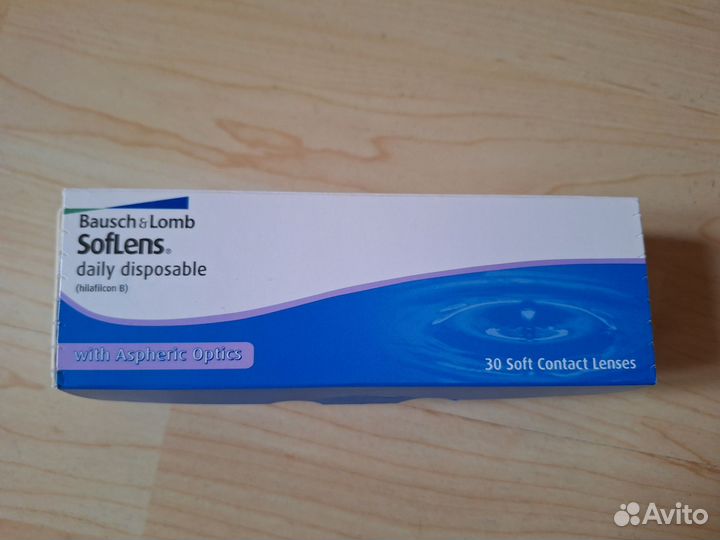 Bausch & Lomb
SofLens®
daily disposable
(hilafilcon B)
with Aspheric Optics
30 Soft Contact Lenses
Avito